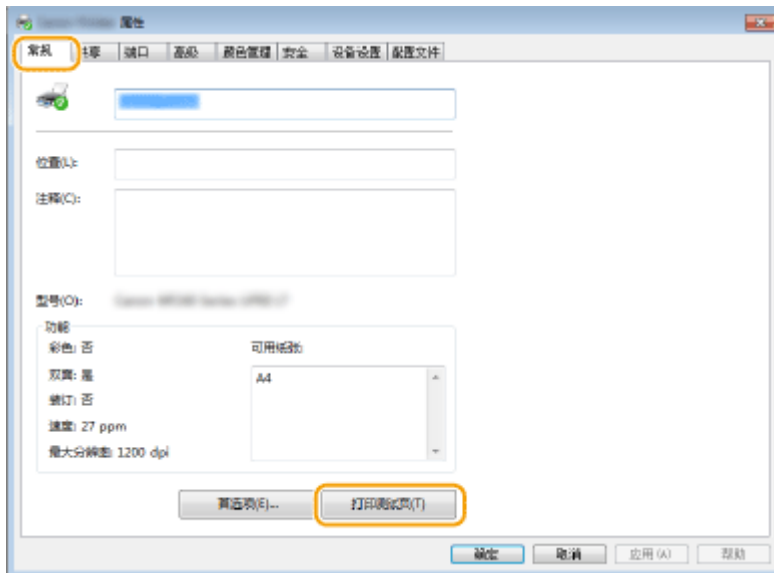 属性
常规 共享 端口 高级 颜色管理 安全 设备设置 配置文件
位置(L):
注释(C):
型号(O):
功能
彩色: 否 可用纸张:
双面: 是 A4
装订: 否
速度: 27 ppm
最大分辨率: 1200 dpi
首选项(E)... 打印测试页(T)
确定 取消 应用(A) 帮助